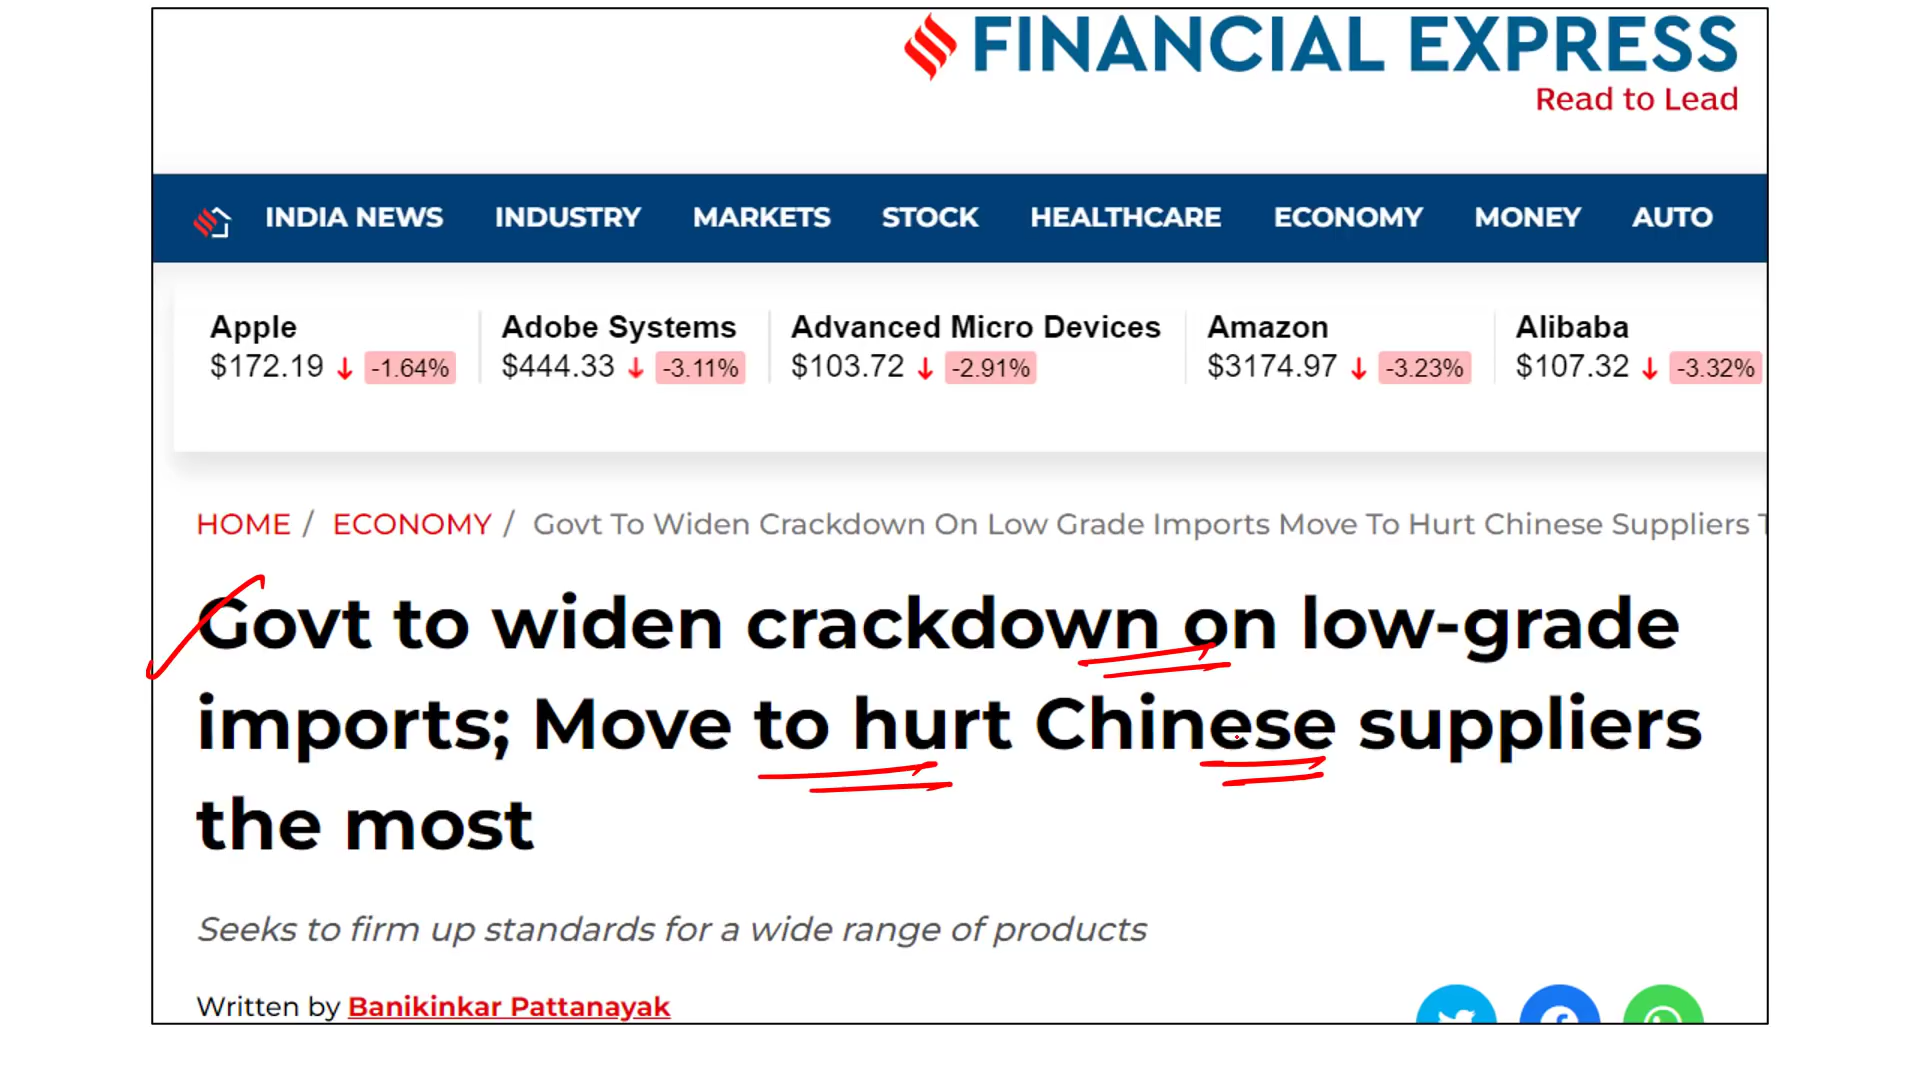 FINANCIAL EXPRESS
Read to Lead
INDIA NEWS INDUSTRY MARKETS STOCK HEALTHCARE ECONOMY MONEY AUTO
Apple Adobe Systems Advanced Micro Devices Amazon Alibaba
$172.19 -1.64% $444.33 -3.11% $103.72 -2.91% $3174.97 -3.23% $107.32 -3.32%
HOME / ECONOMY / Govt To Widen Crackdown On Low Grade Imports Move To Hurt Chinese Suppliers
Govt to widen crackdown on low-grade
imports; Move to hurt Chinese suppliers
the most
Seeks to firm up standards for a wide range of products
Written by Banikinkar Pattanayak